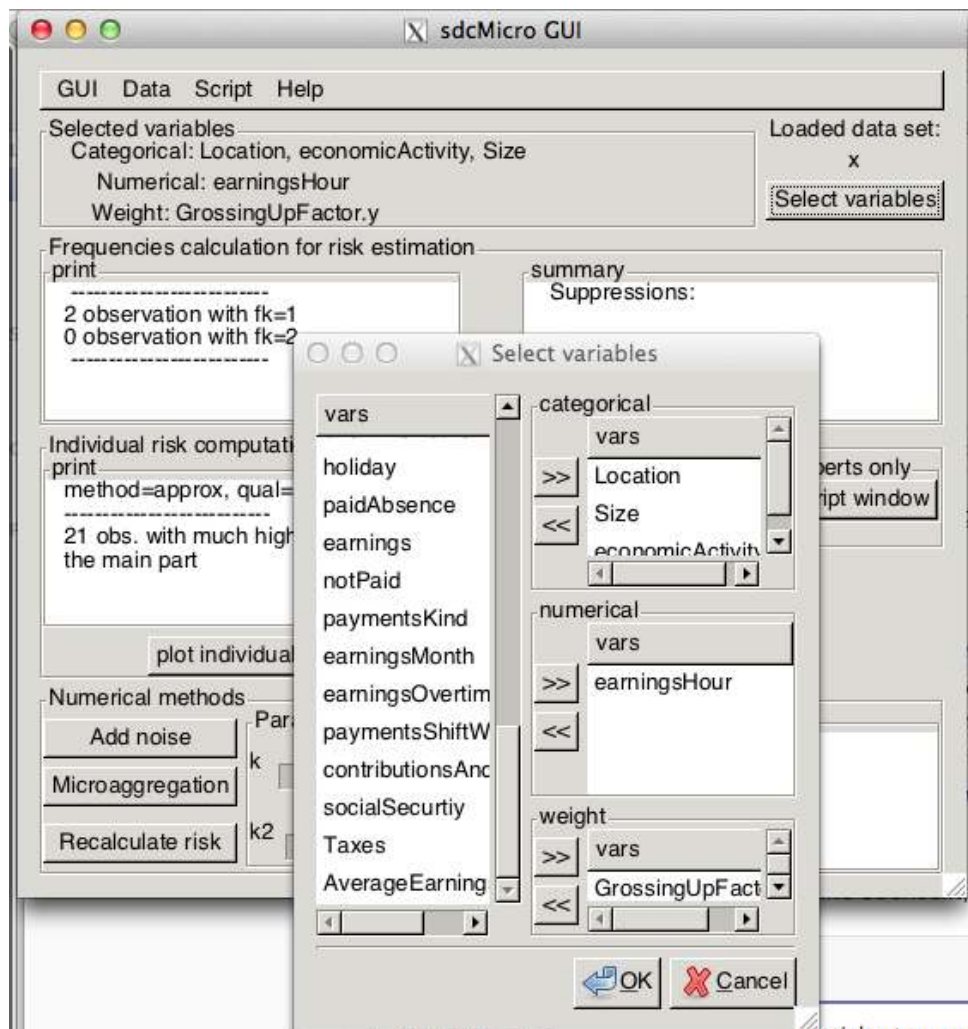 sdcMicro GUI
GUI Data Script Help
Selected variables
Categorical: Location, economicActivity, Size
Numerical: earningsHour
Weight: GrossingUpFactor.y
Loaded data set:
x
Select variables
Frequencies calculation for risk estimation
print
---------------------------
2 observation with fk=1
0 observation with fk=2
---------------------------
summary
Suppressions:
Individual risk computati
print
method=approx, qual=
---------------------------
21 obs. with much high
the main part
plot individual
perts only
ript window
Numerical methods
Add noise
Microaggregation
Recalculate risk
Para
k
k2
Select variables
vars
holiday
paidAbsence
earnings
notPaid
paymentsKind
earningsMonth
earningsOvertim
paymentsShiftW
contributionsAnd
socialSecurtiy
Taxes
AverageEarning
categorical
vars
>>
<<
Location
Size
economicActivity
numerical
vars
>>
<<
earningsHour
weight
vars
>>
<<
GrossingUpFact
OK
Cancel